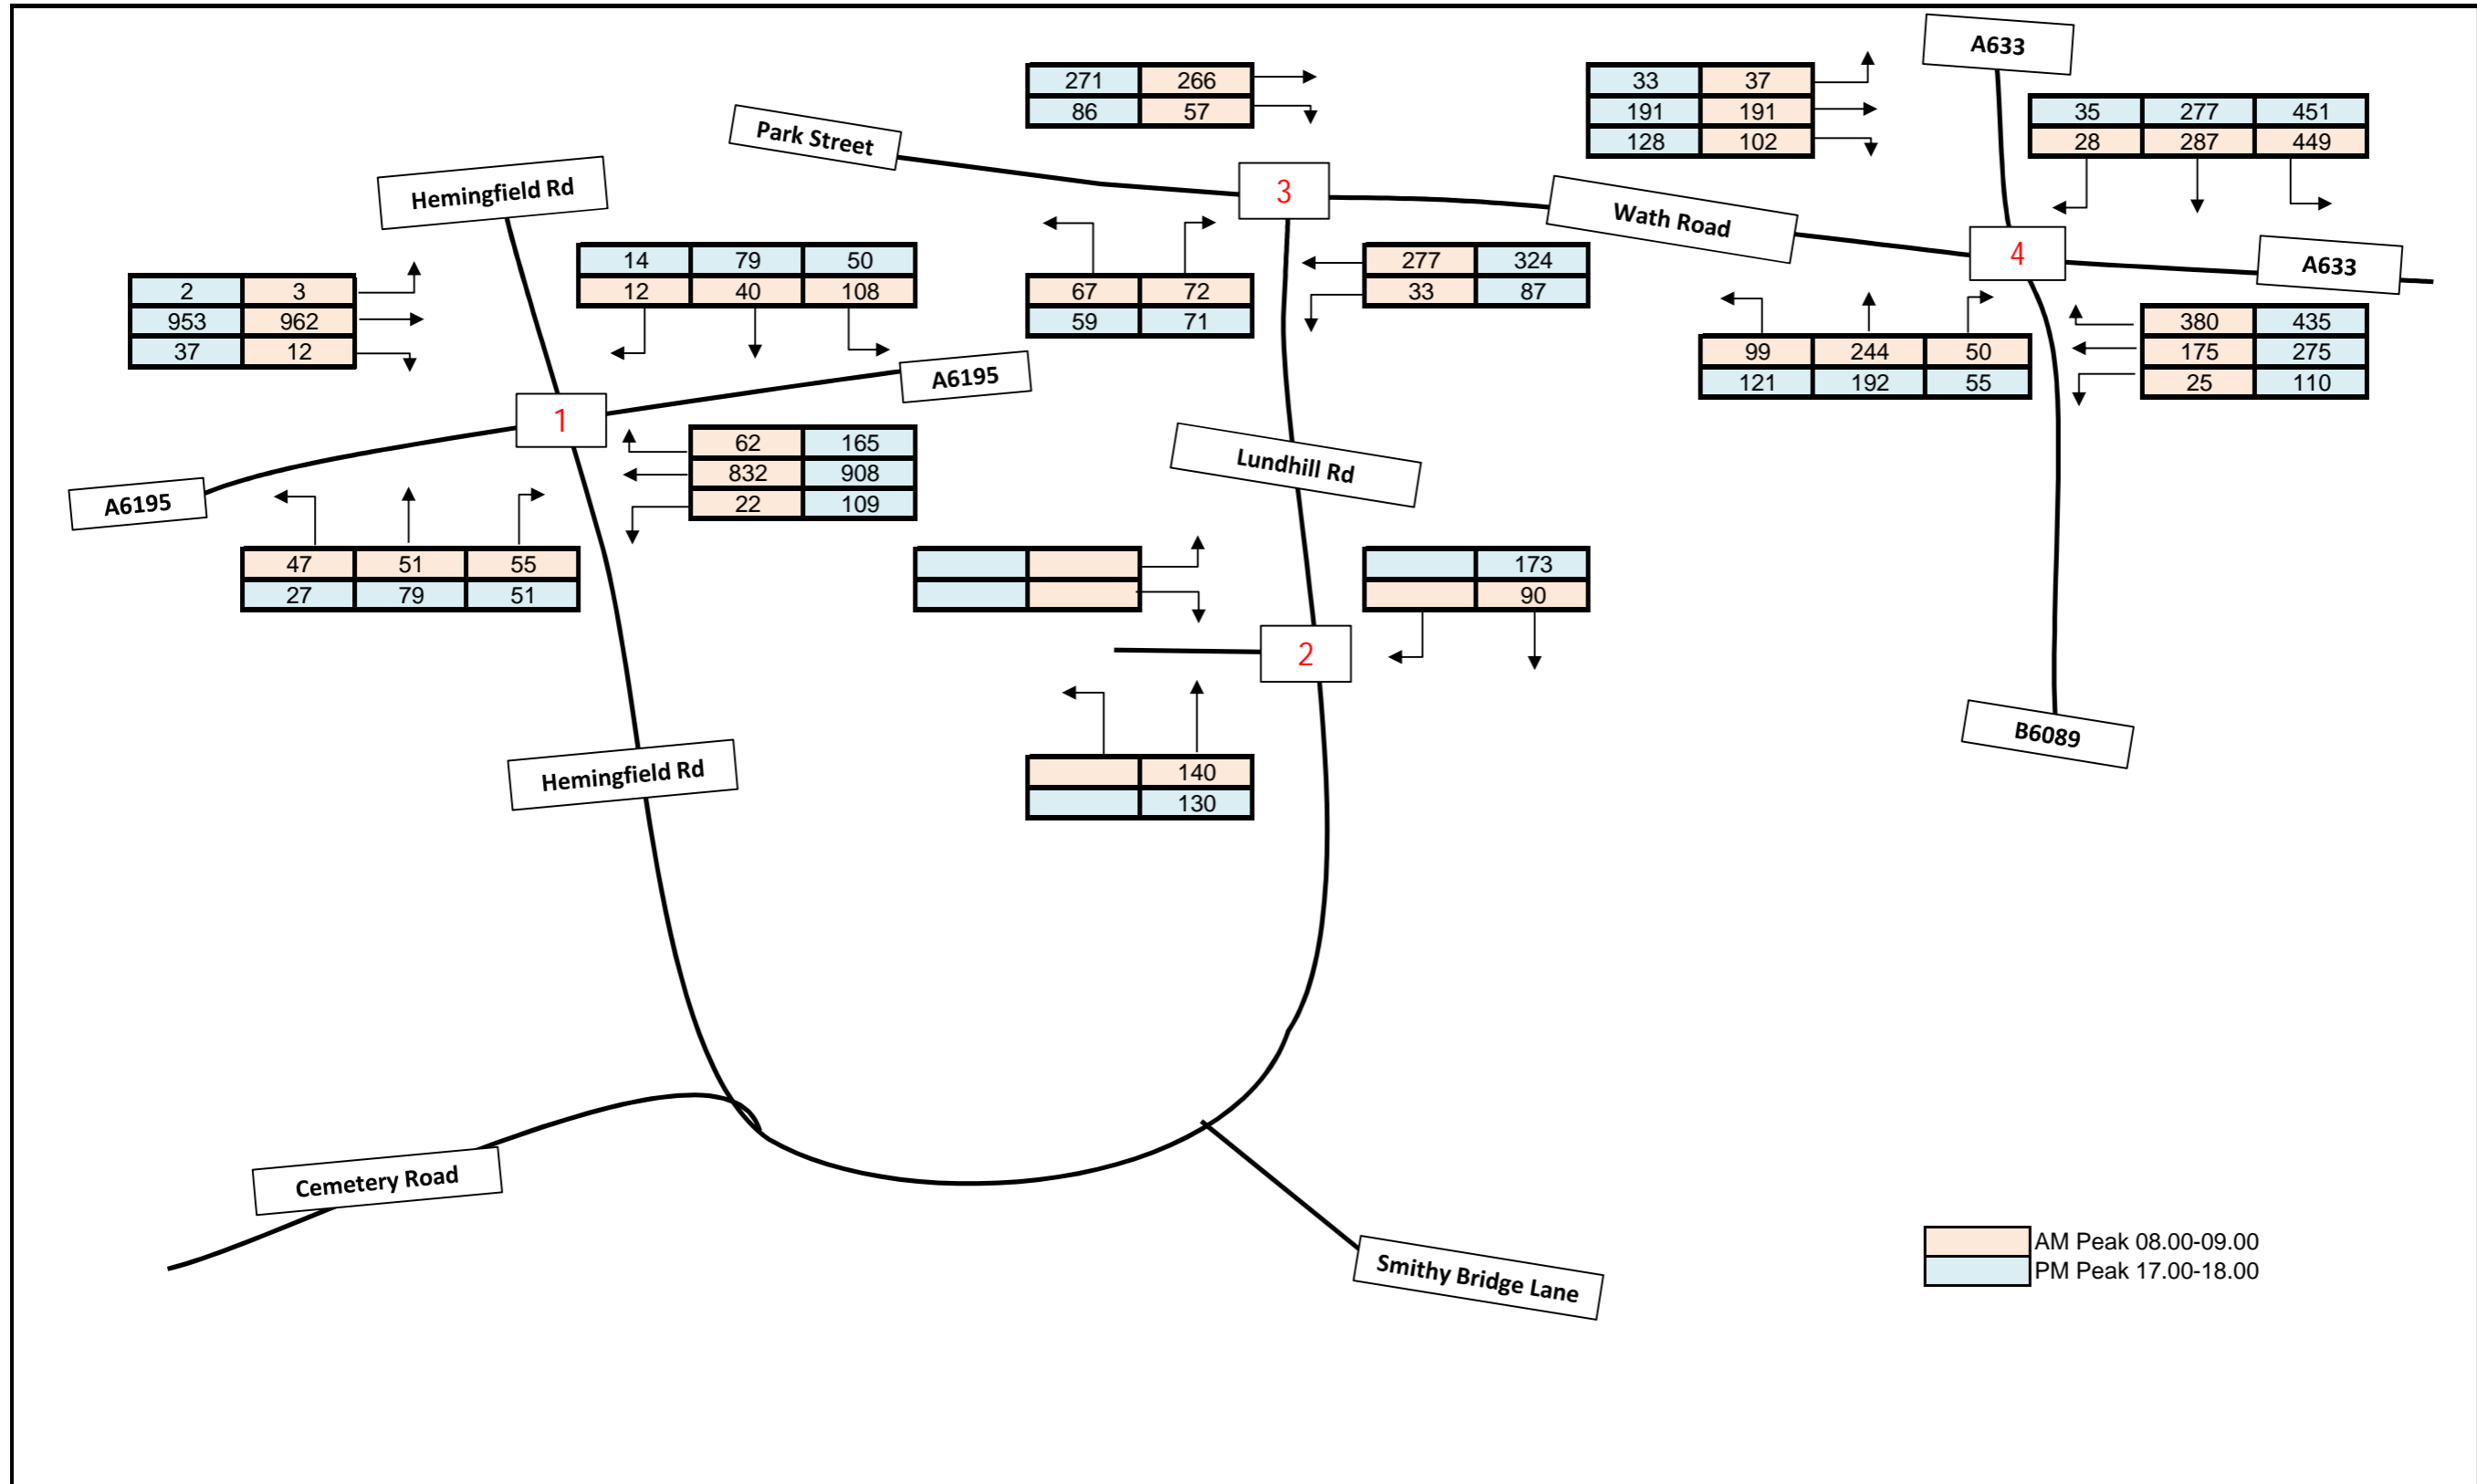 A633
271 266
86 57
33 37
191 191
128 102
35 277 451
28 287 449
Park Street
Hemingfield Rd
3
Wath Road
4
A633
14 79 50
12 40 108
67 72
59 71
277 324
33 87
2 3
953 962
37 12
99 244 50
121 192 55
380 435
175 275
25 110
A6195
1
62 165
832 908
22 109
Lundhill Rd
A6195
47 51 55
27 79 51
173
90
2
B6089
Hemingfield Rd
140
130
Cemetery Road
Smithy Bridge Lane
AM Peak 08.00-09.00
PM Peak 17.00-18.00